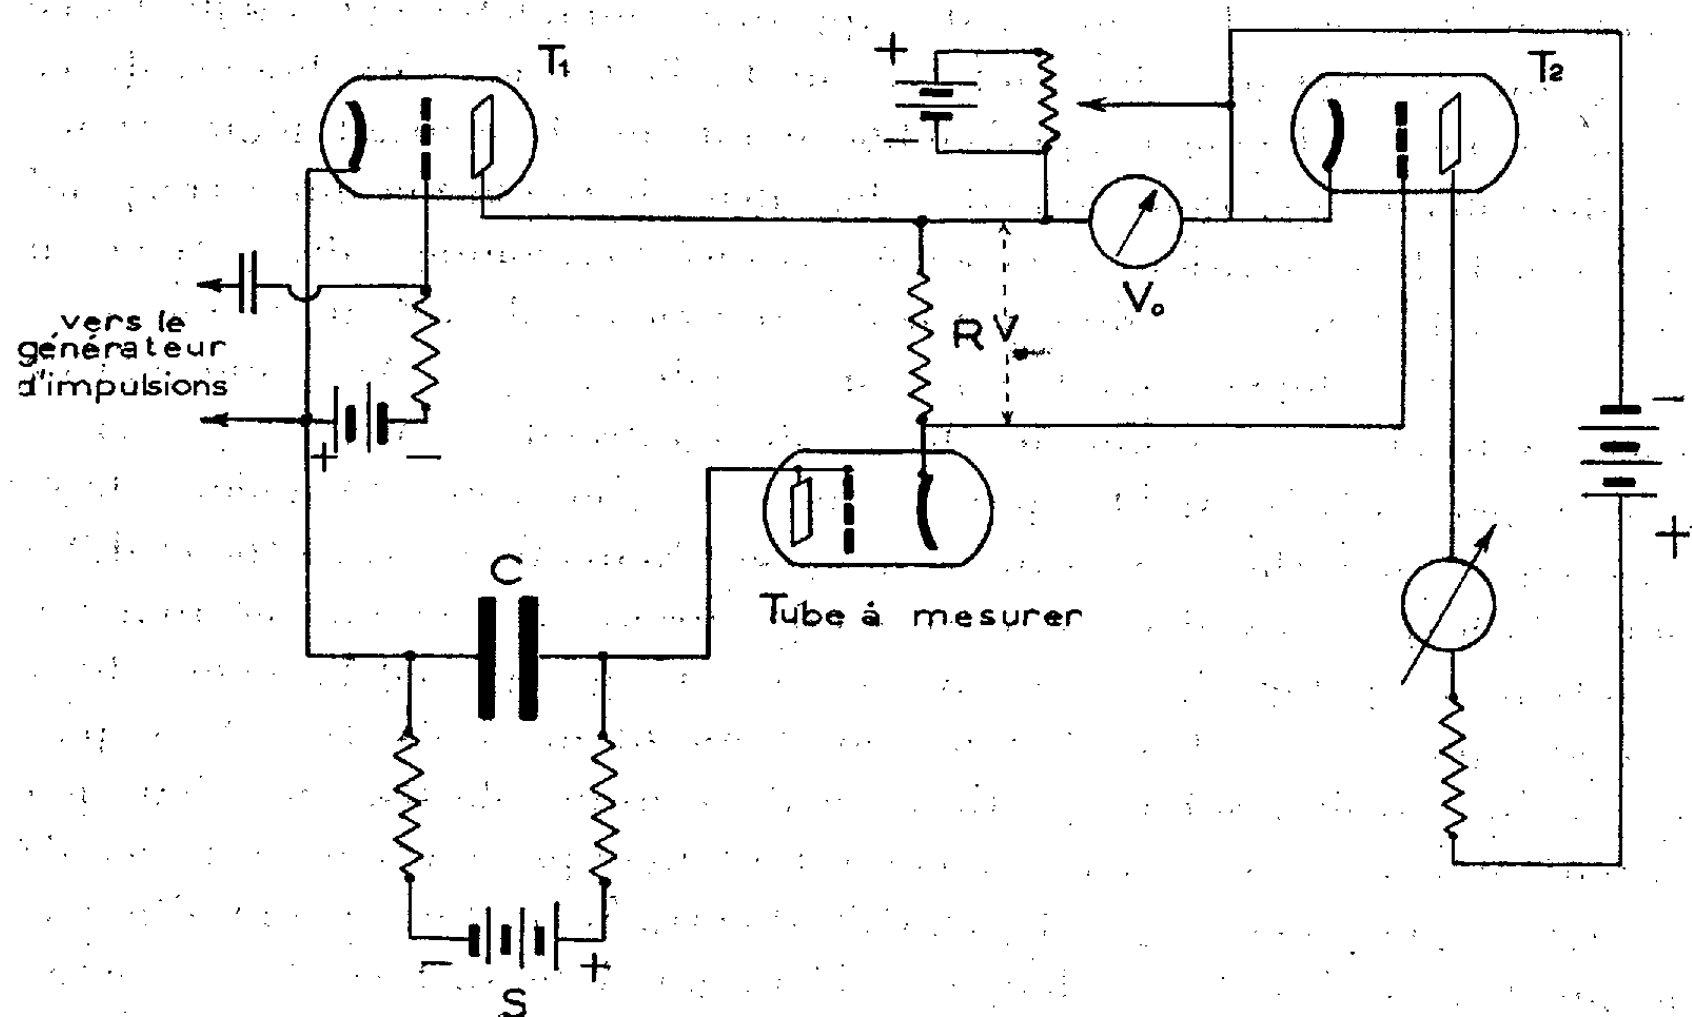 T1
+
−
T2
V₀
vers le
générateur
d'impulsions
R V
+ −
−
+
C
Tube à mesurer
− +
S